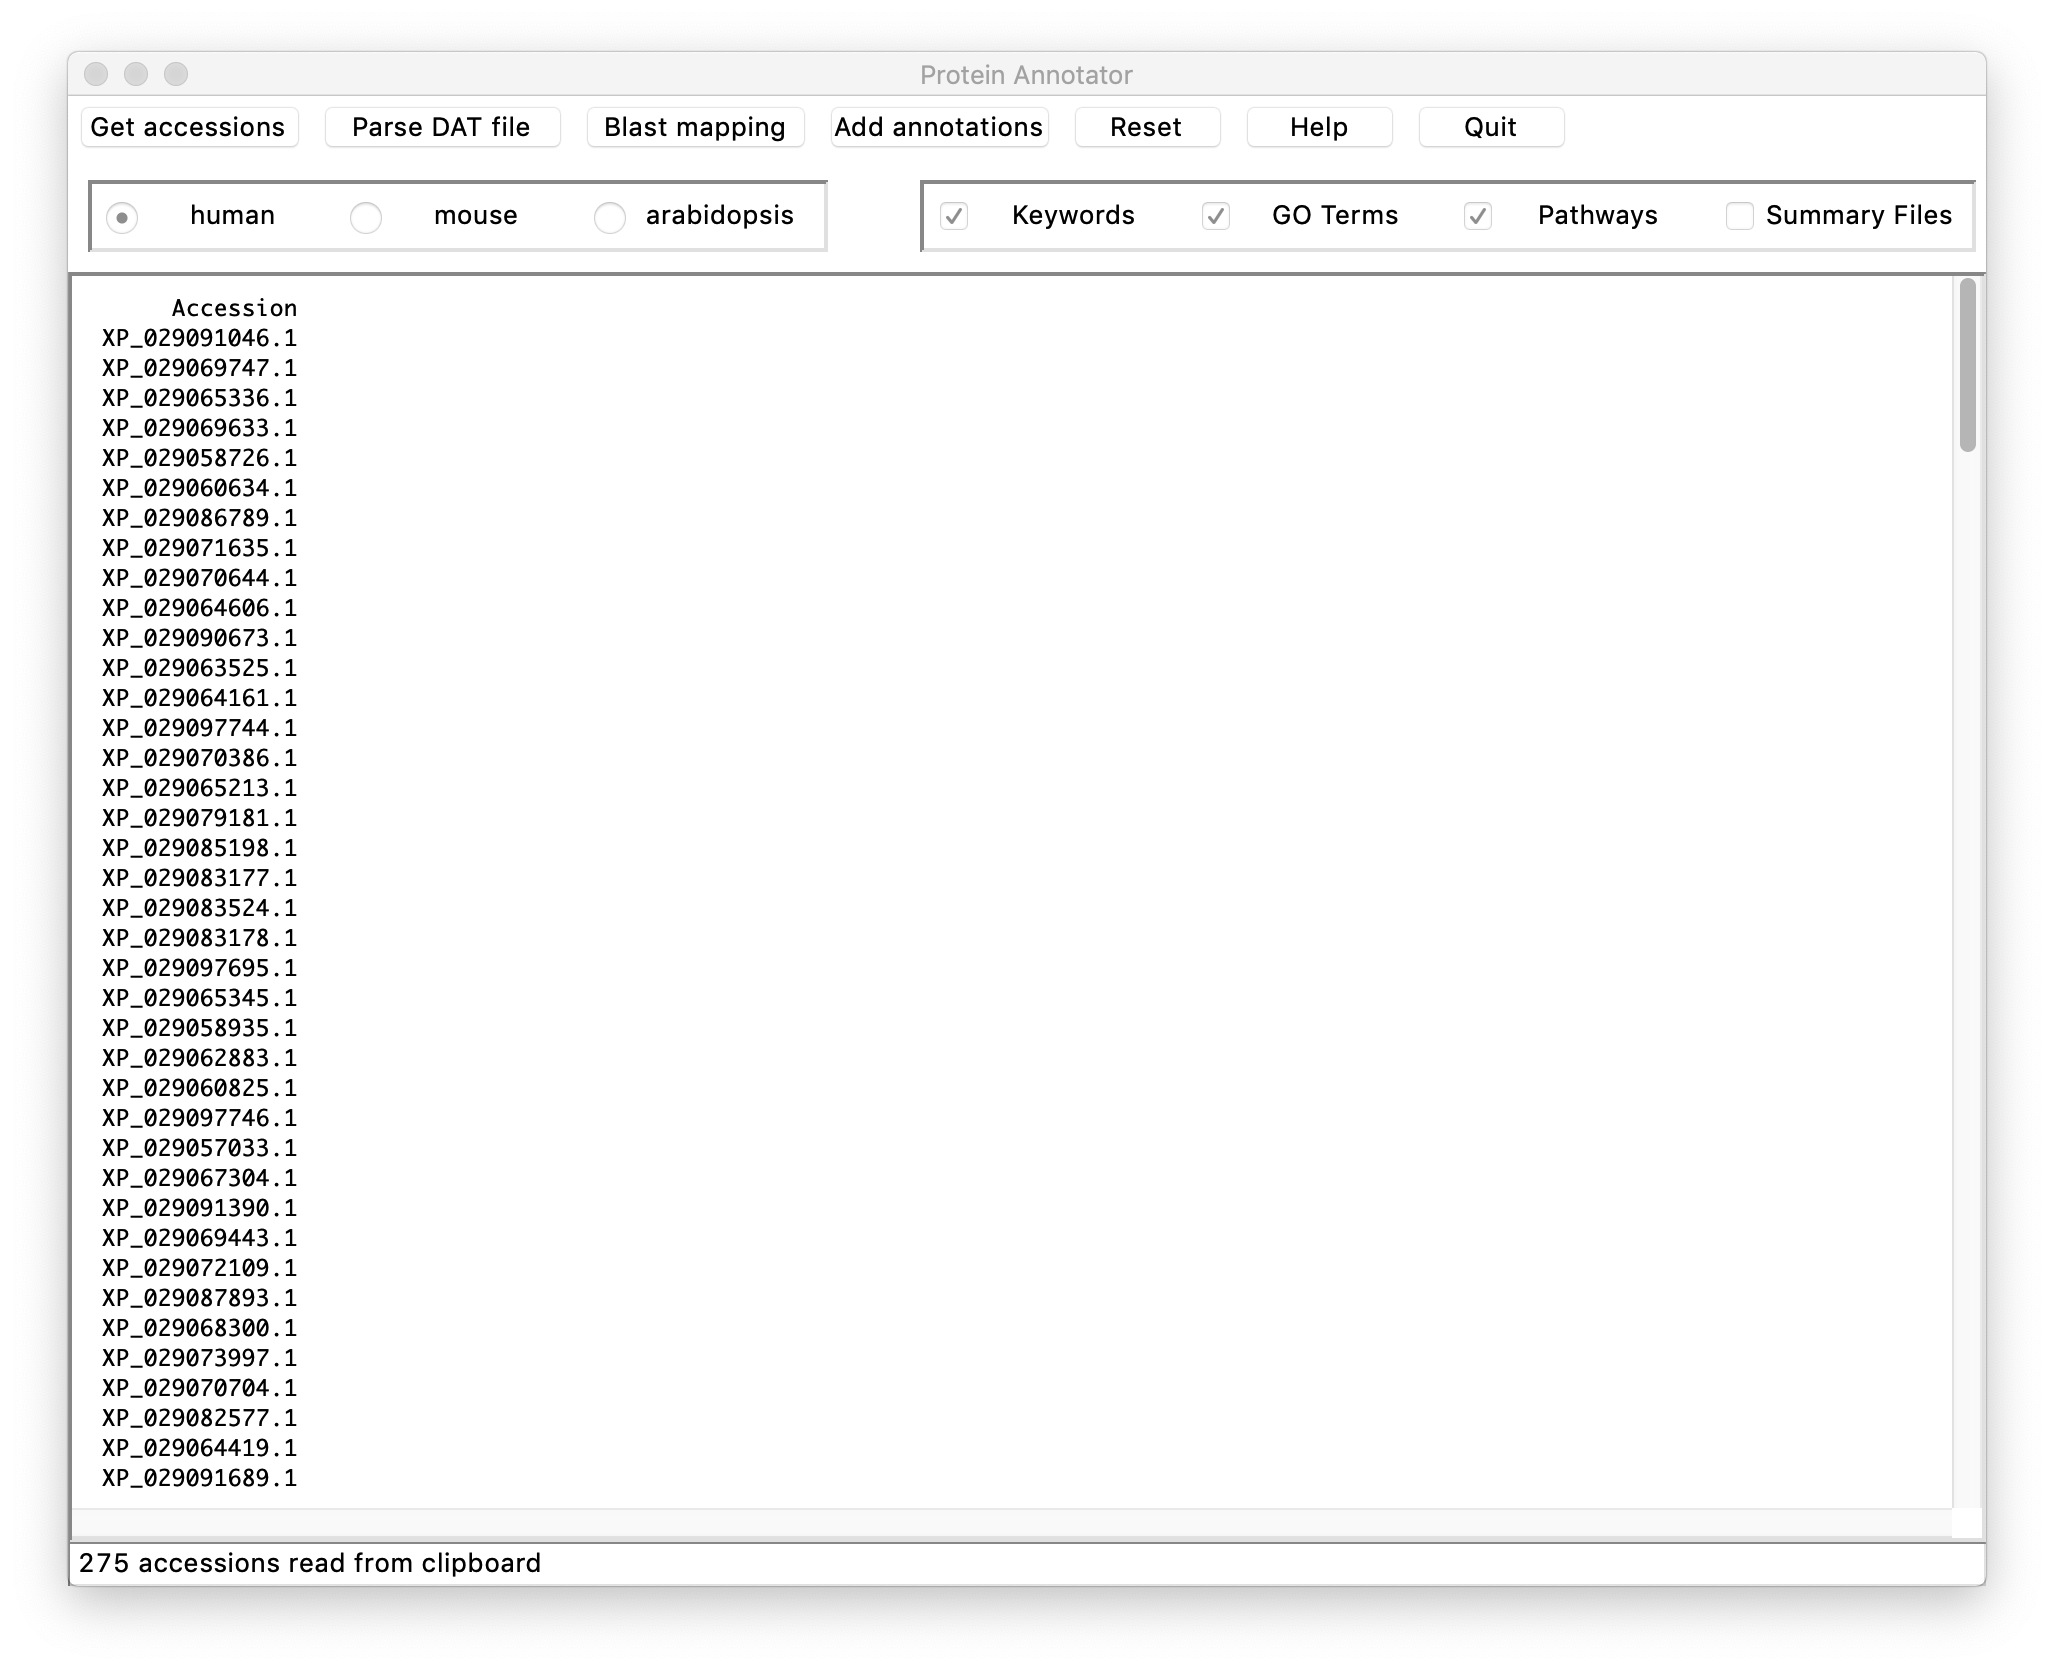 Protein Annotator
Get accessions Parse DAT file Blast mapping Add annotations Reset Help Quit
human mouse arabidopsis Keywords GO Terms Pathways Summary Files
Accession
XP_029091046.1
XP_029069747.1
XP_029065336.1
XP_029069633.1
XP_029058726.1
XP_029060634.1
XP_029086789.1
XP_029071635.1
XP_029070644.1
XP_029064606.1
XP_029090673.1
XP_029063525.1
XP_029064161.1
XP_029097744.1
XP_029070386.1
XP_029065213.1
XP_029079181.1
XP_029085198.1
XP_029083177.1
XP_029083524.1
XP_029083178.1
XP_029097695.1
XP_029065345.1
XP_029058935.1
XP_029062883.1
XP_029060825.1
XP_029097746.1
XP_029057033.1
XP_029067304.1
XP_029091390.1
XP_029069443.1
XP_029072109.1
XP_029087893.1
XP_029068300.1
XP_029073997.1
XP_029070704.1
XP_029082577.1
XP_029064419.1
XP_029091689.1
275 accessions read from clipboard